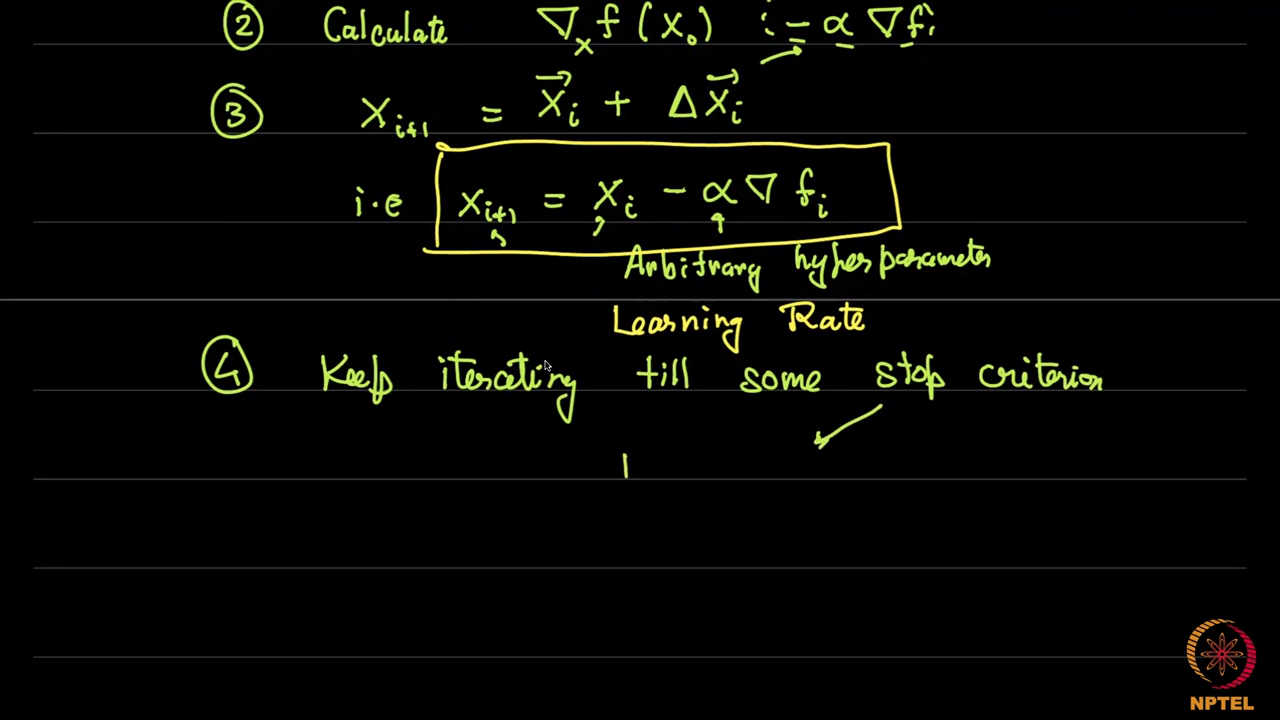 ② Calculate ∇ₓ f (X₀) i = α ∇fᵢ
③ Xᵢ₊₁ = X⃗ᵢ + ΔX⃗ᵢ
i.e Xᵢ₊₁ = Xᵢ - α ∇ fᵢ
Arbitrary hyperparameter
Learning Rate
④ Keep iterating till some stop criterion
NPTEL